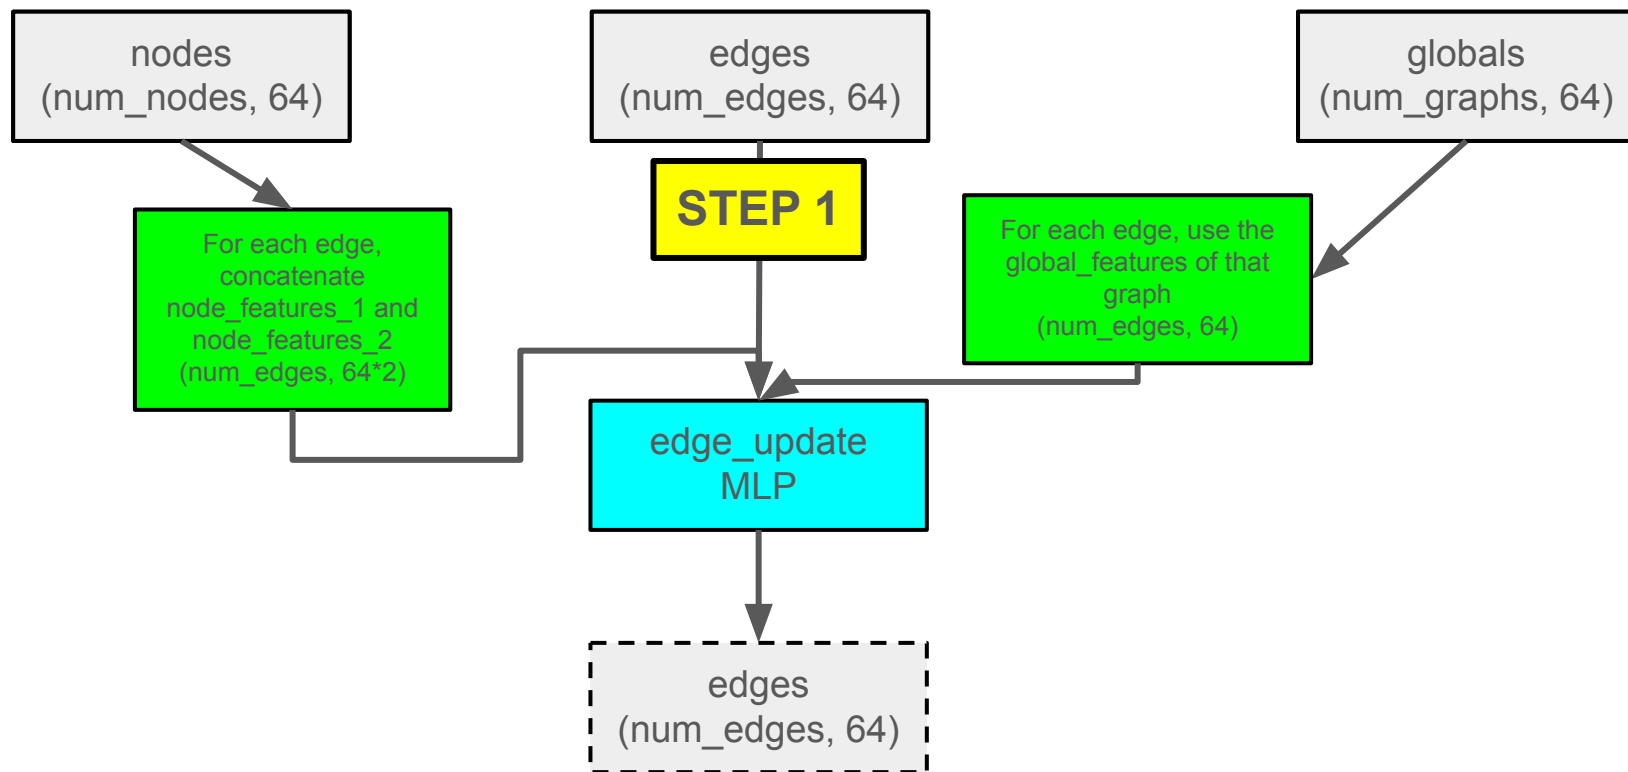 nodes
(num_nodes, 64)
edges
(num_edges, 64)
globals
(num_graphs, 64)
STEP 1
For each edge,
concatenate
node_features_1 and
node_features_2
(num_edges, 64*2)
For each edge, use the
global_features of that
graph
(num_edges, 64)
edge_update
MLP
edges
(num_edges, 64)